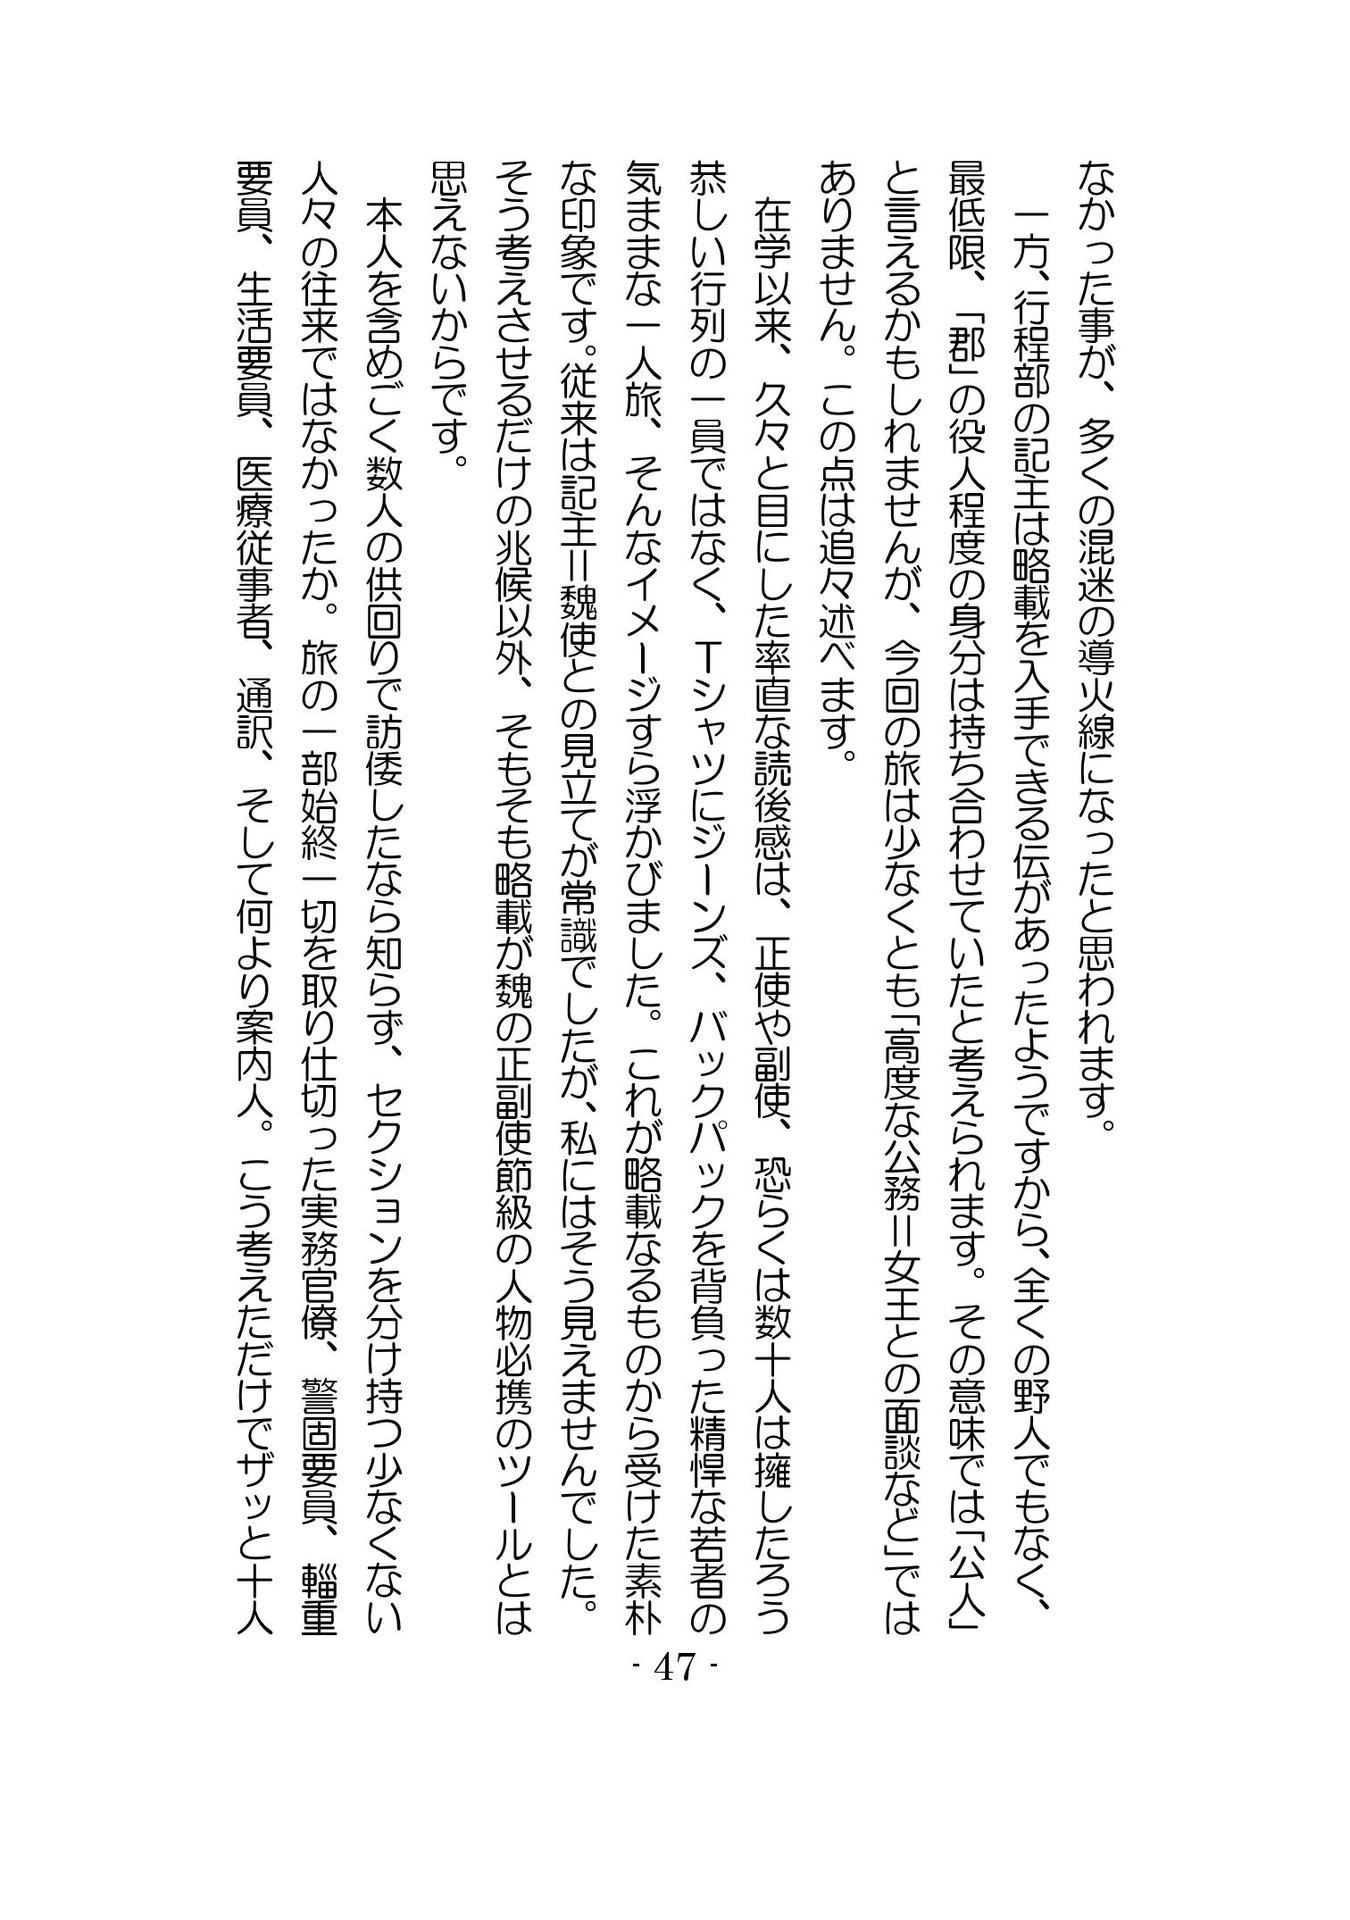 なかった事が、多くの混迷の導火線になったと思われます。
一方、行程部の記主は略載を入手できる伝があったようですから、全くの野人でもなく、
最低限、「郡」の役人程度の身分は持ち合わせていたと考えられます。その意味では「公人」
と言えるかもしれませんが、今回の旅は少なくとも「高度な公務＝女王との面談など」では
ありません。この点は追々述べます。
在学以来、久々と目にした率直な読後感は、正使や副使、恐らくは数十人は擁したろう
恭しい行列の一員ではなく、Tシャツにジーンズ、バックパックを背負った精悍な若者の
気ままな一人旅、そんなイメージすら浮かびました。これが略載なるものから受けた素朴
な印象です。従来は記主＝魏使との見立てが常識でしたが、私にはそう見えませんでした。
そう考えさせるだけの兆候以外、そもそも略載が魏の正副使節級の人物必携のツールとは
思えないからです。
本人を含めごく数人の供回りで訪倭したなら知らず、セクションを分け持つ少なくない
人々の往来ではなかったか。旅の一部始終一切を取り仕切った実務官僚、警固要員、輜重
要員、生活要員、医療従事者、通訳、そして何より案内人。こう考えただけでザッと十人
- 47 -